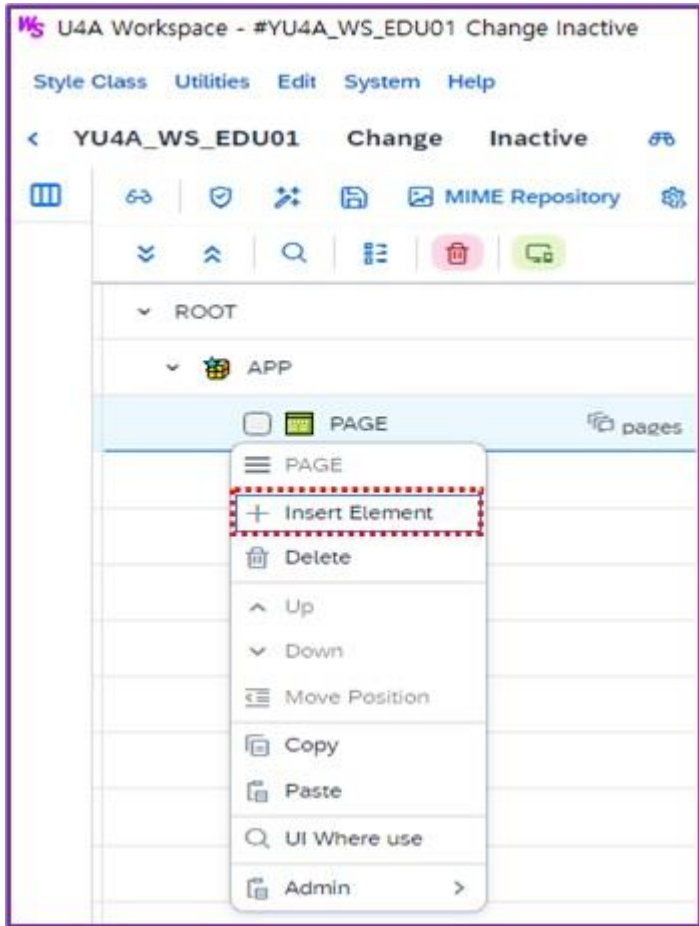 WS U4A Workspace - #YU4A_WS_EDU01 Change Inactive
Style Class Utilities Edit System Help
YU4A_WS_EDU01 Change Inactive
MIME Repository
ROOT
APP
PAGE pages
PAGE
Insert Element
Delete
Up
Down
Move Position
Copy
Paste
UI Where use
Admin